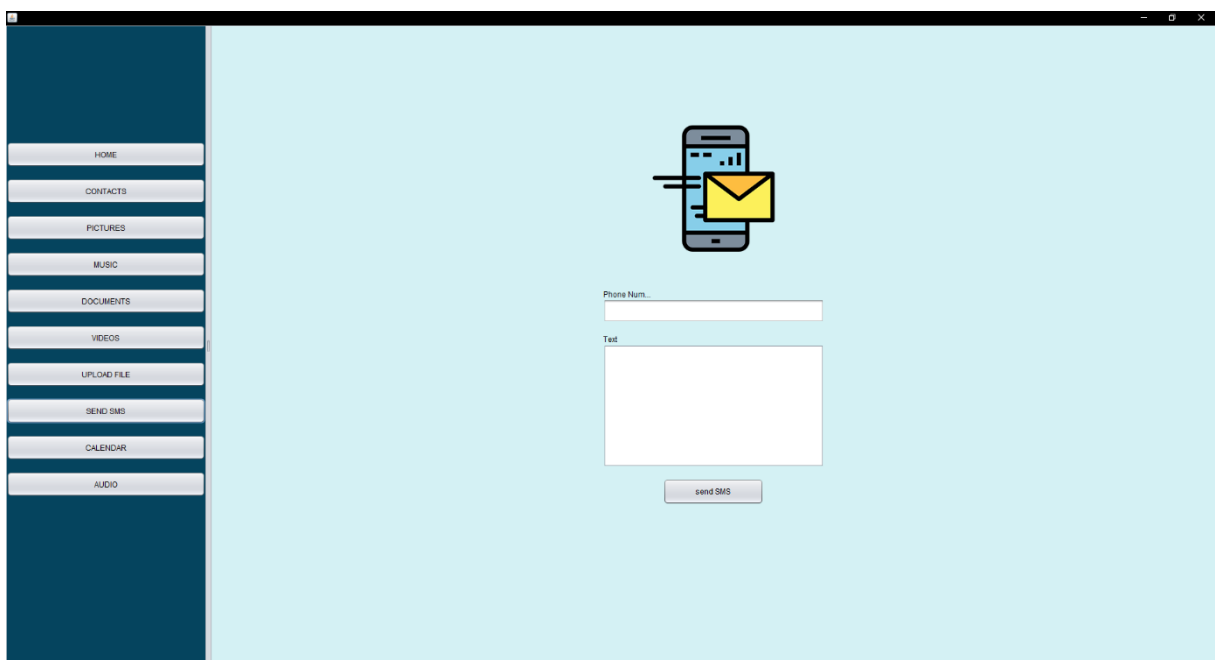 HOME
CONTACTS
PICTURES
MUSIC
DOCUMENTS
VIDEOS
UPLOAD FILE
SEND SMS
CALENDAR
AUDIO
Phone Num...
Text
send SMS